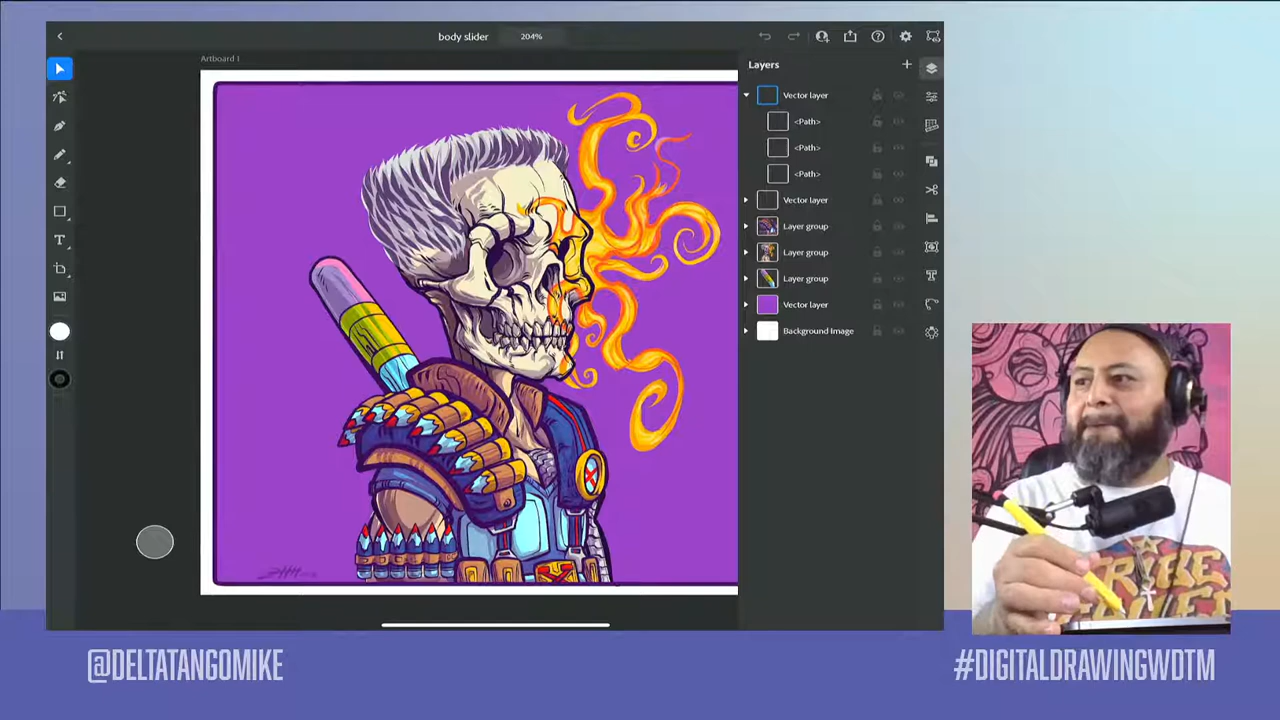 body slider
204%
Artboard 1
Layers
Vector layer
<Path>
<Path>
<Path>
Vector layer
Layer group
Layer group
Layer group
Vector layer
Background Image
TRIBE
@DELTATANGOMIKE
#DIGITALDRAWINGWDTM